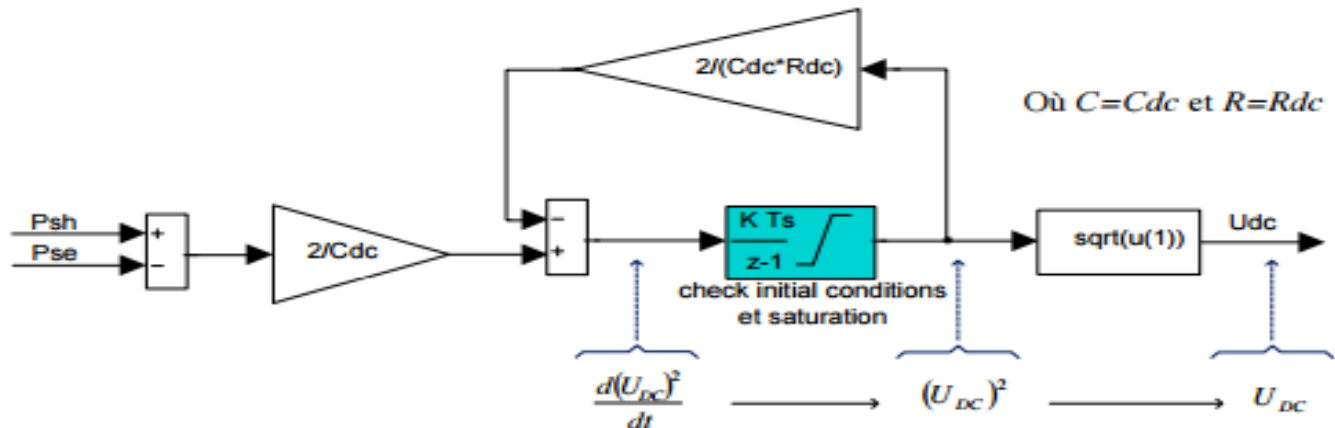 2/(Cdc*Rdc)
Où C=Cdc et R=Rdc
Psh
Pse
+
−
2/Cdc
−
+
K Ts
z-1
check initial conditions
et saturation
sqrt(u(1))
Udc
d(U_DC)²
dt
(U_DC)²
U_DC